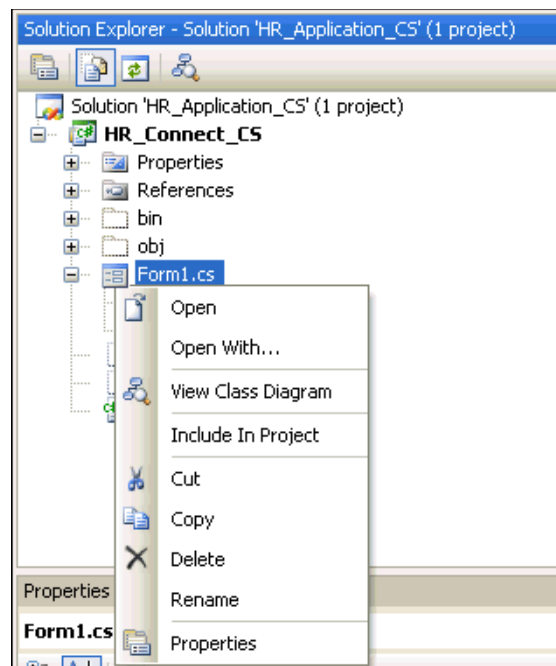 Solution Explorer - Solution 'HR_Application_CS' (1 project)
Solution 'HR_Application_CS' (1 project)
HR_Connect_CS
Properties
References
bin
obj
Form1.cs
Open
Open With...
View Class Diagram
Include In Project
Cut
Copy
Delete
Rename
Properties
Properties
Form1.cs